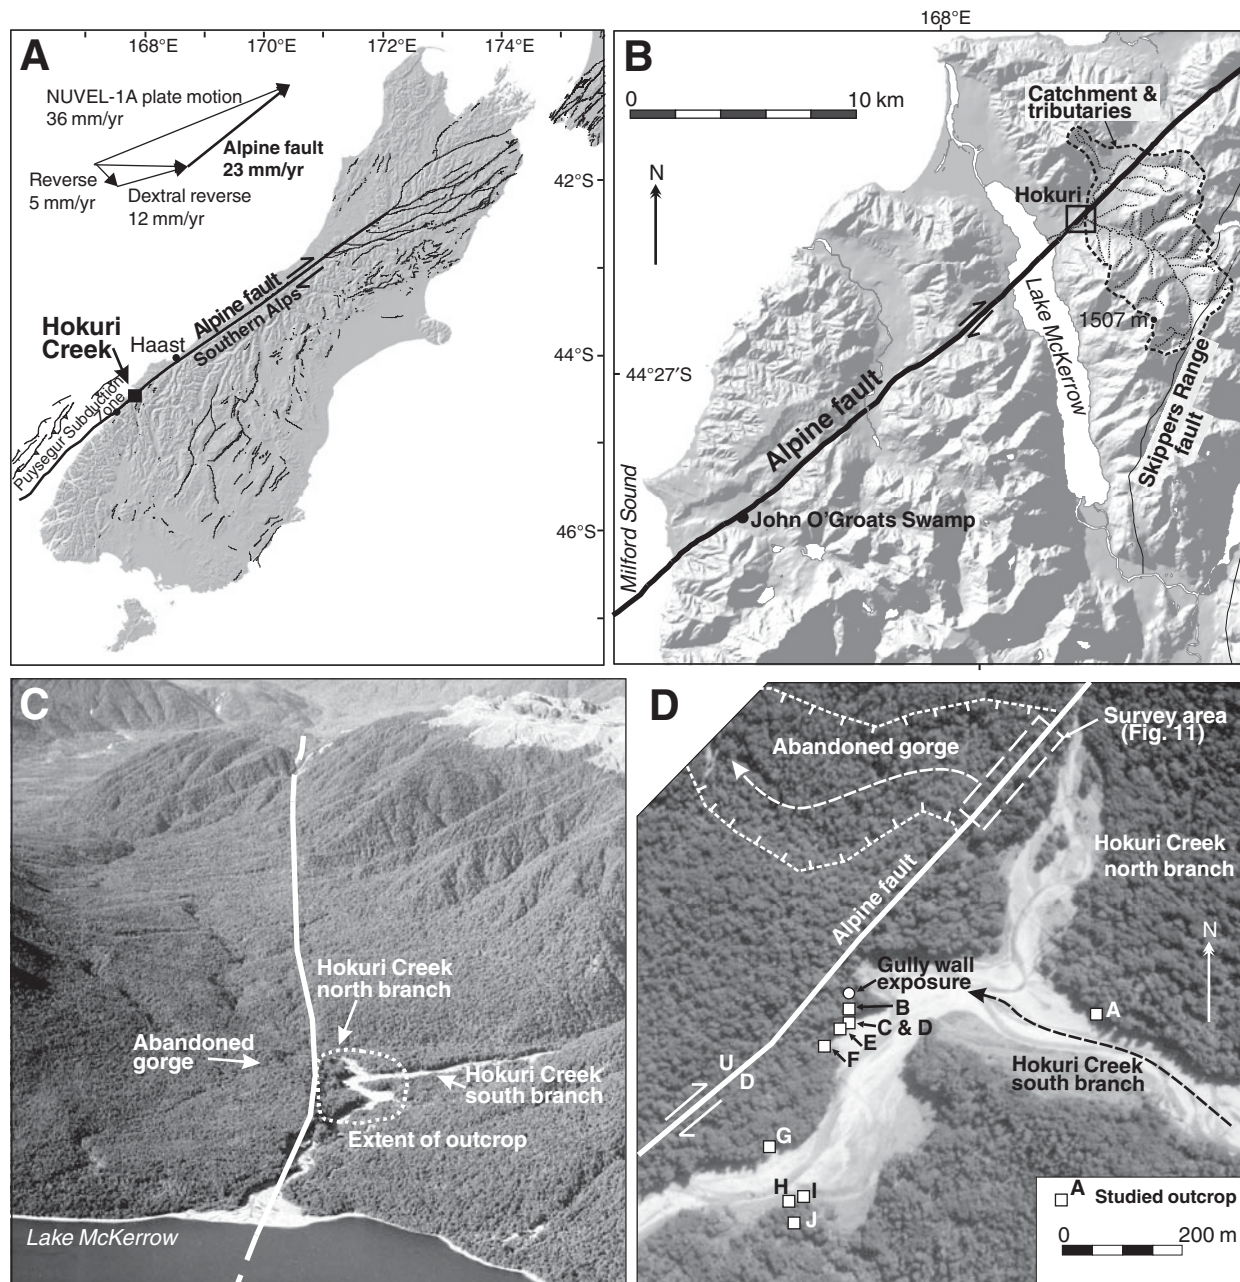 A
168°E
170°E
172°E
174°E
NUVEL-1A plate motion
36 mm/yr
Alpine fault
23 mm/yr
Reverse
5 mm/yr
Dextral reverse
12 mm/yr
42°S
Alpine fault
Southern Alps
Hokuri
Creek
Haast
44°S
Puysegur Subduction
Zone
46°S
168°E
B
0
10 km
Catchment &
tributaries
N
Hokuri
Lake McKerrow
1507 m
44°27'S
Alpine fault
Skippers Range
fault
Milford Sound
John O'Groats Swamp
C
Hokuri Creek
north branch
Abandoned
gorge
Hokuri Creek
south branch
Extent of outcrop
Lake McKerrow
D
Survey area
(Fig. 11)
Abandoned gorge
Hokuri Creek
north branch
Alpine fault
N
Gully wall
exposure
B
A
C & D
E
F
U
D
Hokuri Creek
south branch
G
H
I
J
A
Studied outcrop
0
200 m